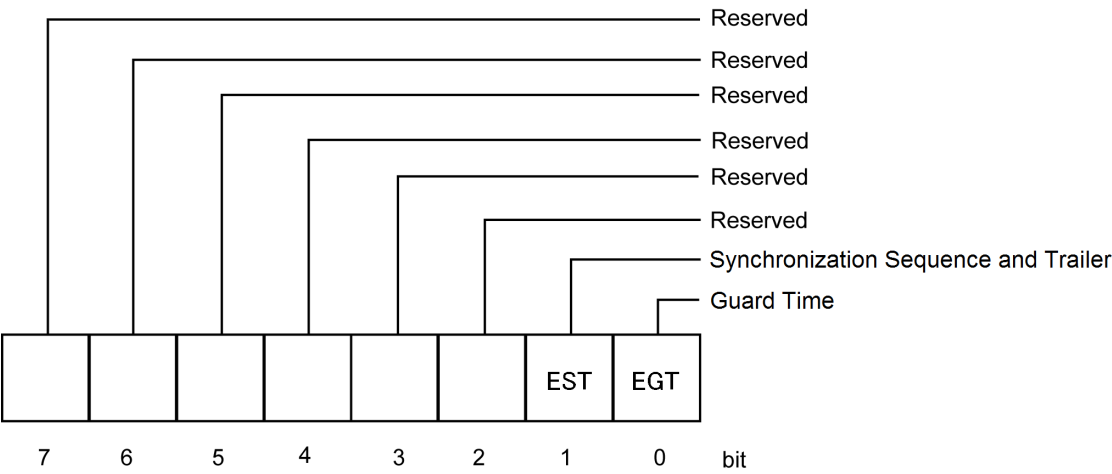 Reserved
Reserved
Reserved
Reserved
Reserved
Reserved
Synchronization Sequence and Trailer
Guard Time
EST EGT
7 6 5 4 3 2 1 0 bit